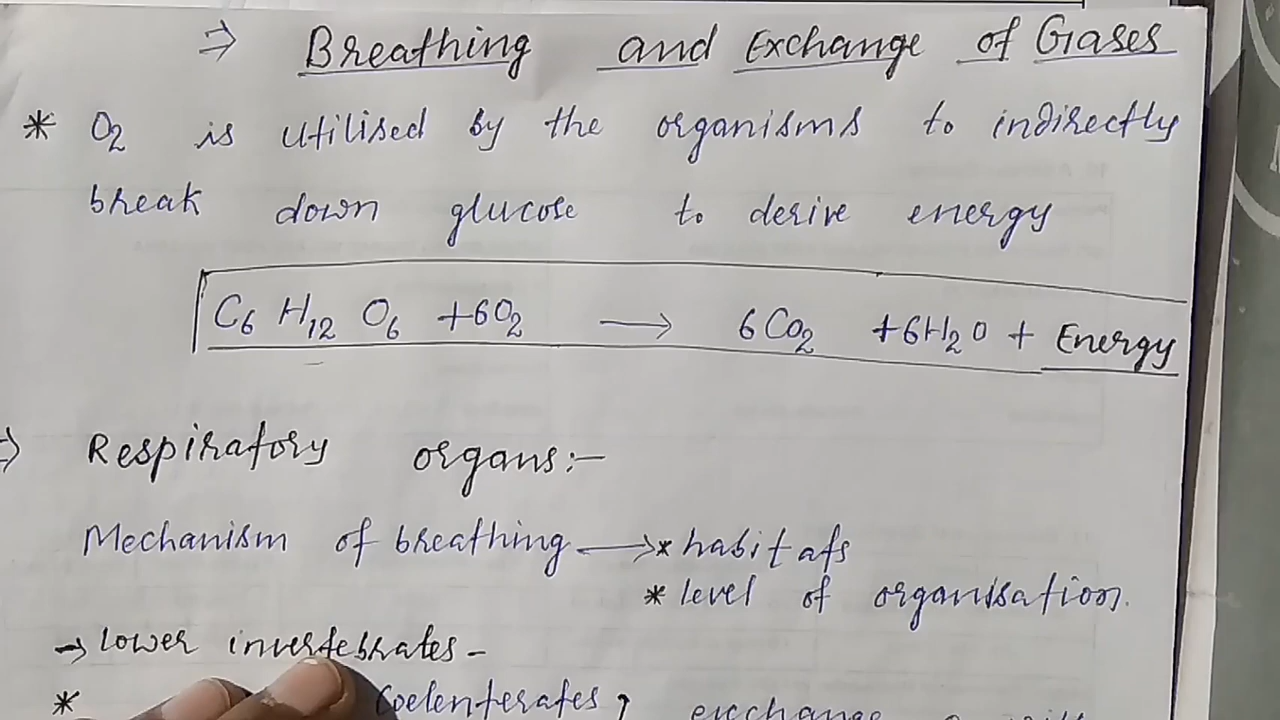 ⇒ Breathing and Exchange of Gases
* O2 is utilised by the organisms to indirectly
break down glucose to derive energy
C6 H12 O6 +6O2 → 6CO2 +6H2O + Energy
⇒ Respiratory organs:-
Mechanism of breathing → * habitats
* level of organisation.
→ Lower invertebrates -
* Coelenterates, exchange